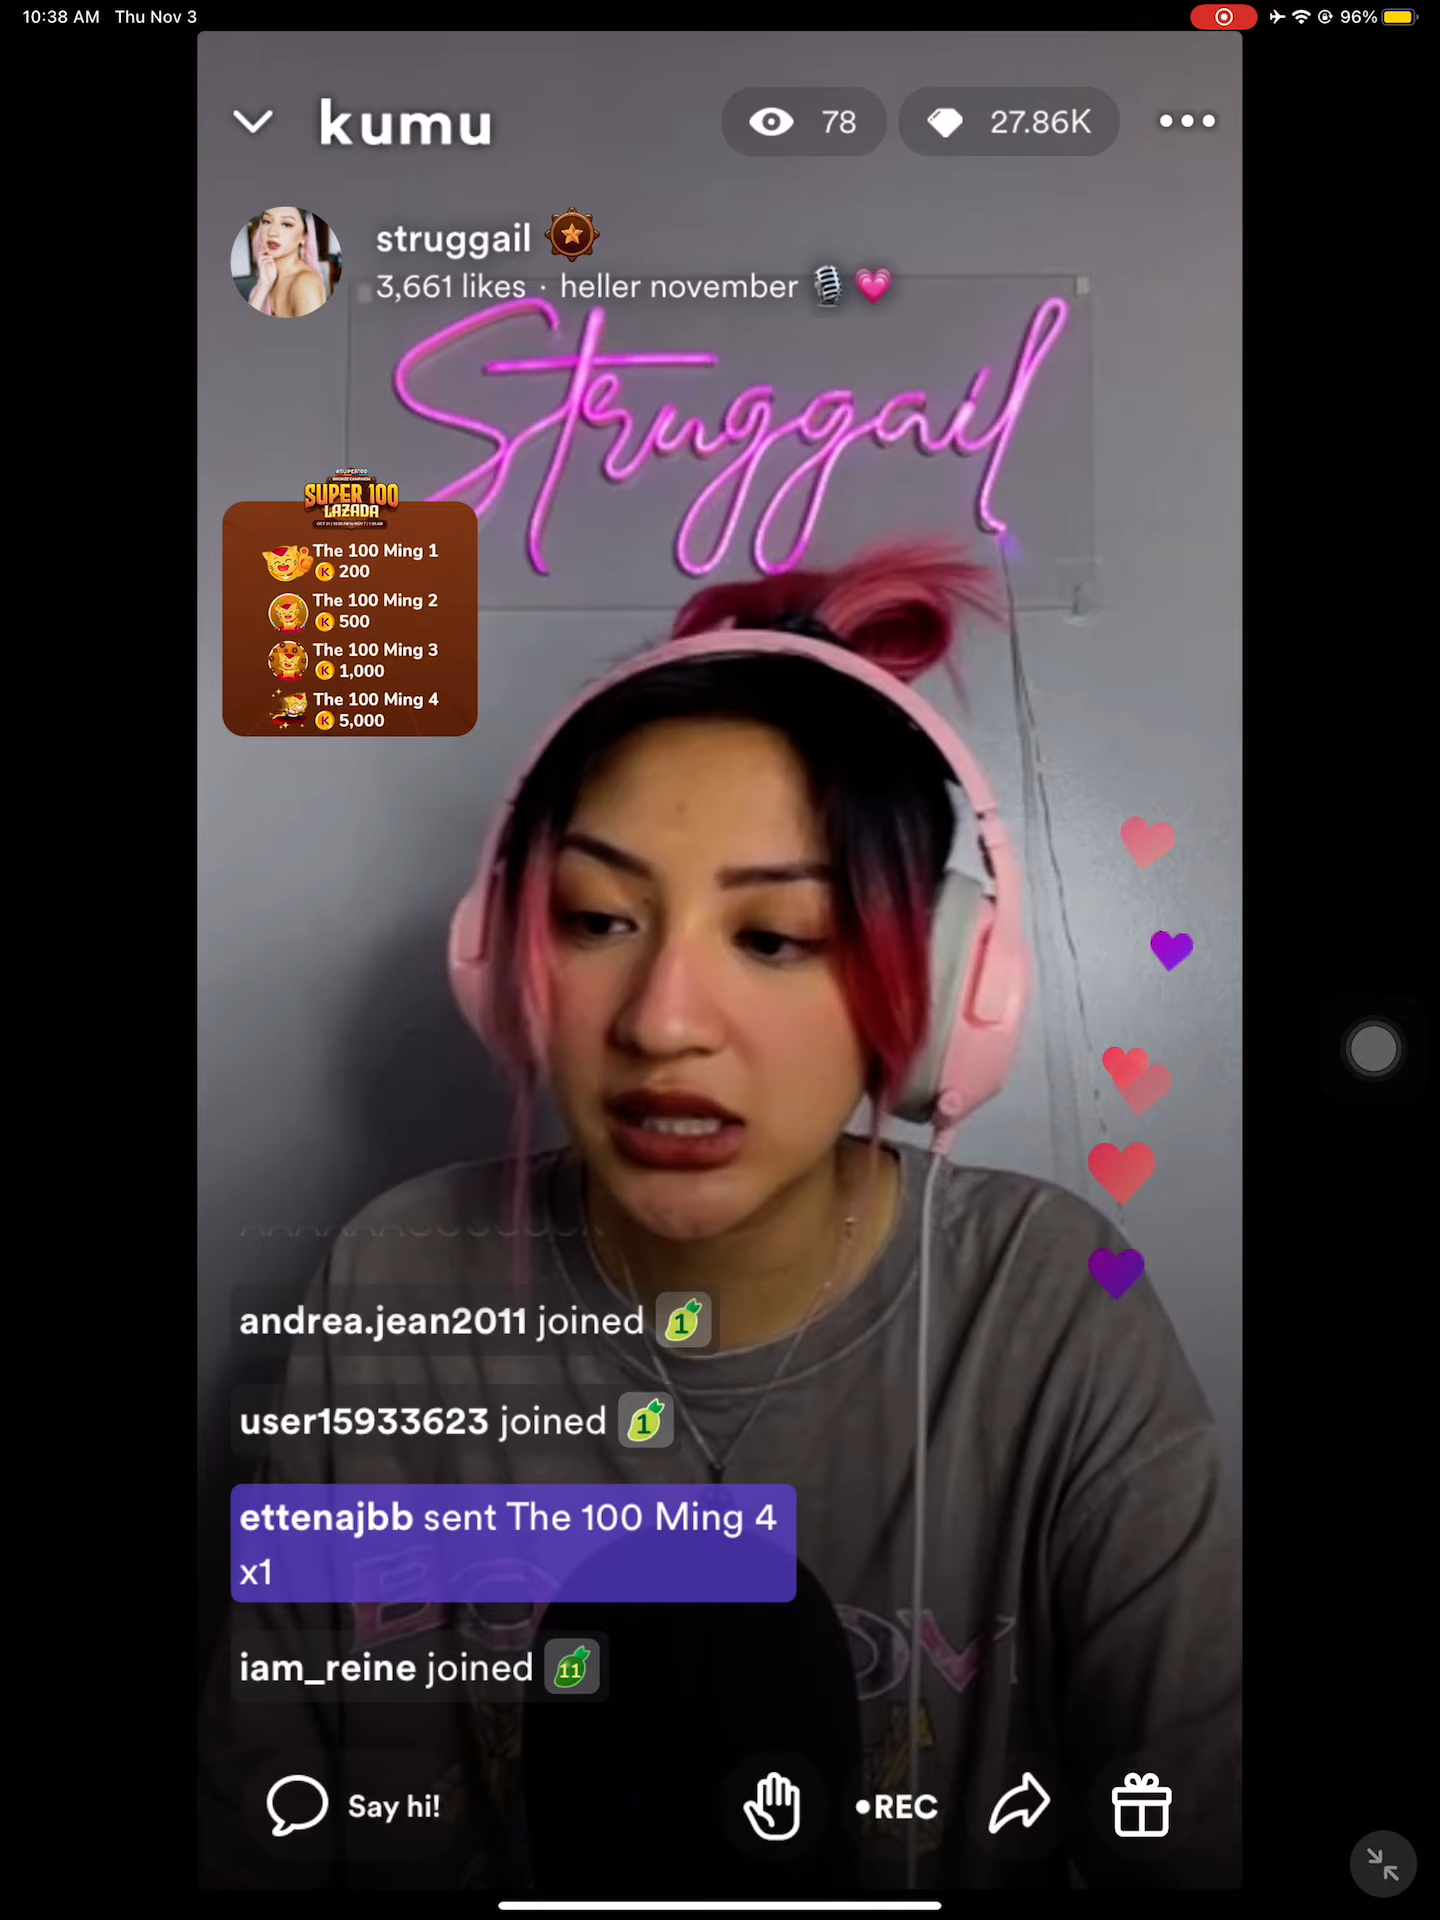 10:38 AM Thu Nov 3
96%
kumu
78
27.86K
struggail
3,661 likes · heller november 🎙️💗
Struggail
#SUPER100
BRONZE CAMPAIGN
SUPER 100
LAZADA
The 100 Ming 1
K 200
The 100 Ming 2
K 500
The 100 Ming 3
K 1,000
The 100 Ming 4
K 5,000
andrea.jean2011 joined 1
user15933623 joined 1
ettenajbb sent The 100 Ming 4
x1
iam_reine joined 11
Say hi!
•REC